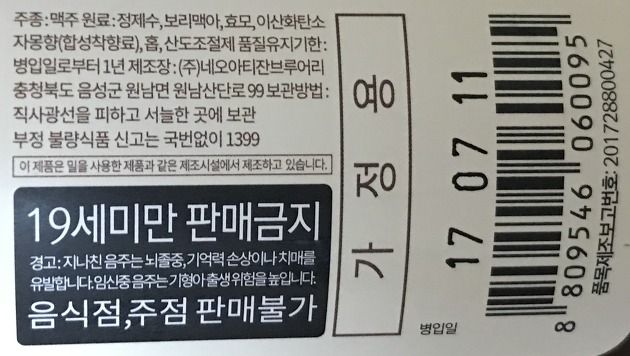 주종:맥주 원료:정제수,보리맥아,효모,이산화탄소
자몽향(합성착향료),홉,산도조절제 품질유지기한:
병입일로부터 1년 제조장:(주)네오아티잔브루어리
충청북도 음성군 원남면 원남산단로 99 보관방법:
직사광선을 피하고 서늘한 곳에 보관
부정 불량식품 신고는 국번없이 1399
이 제품은 밀을 사용한 제품과 같은 제조시설에서 제조하고 있습니다.
19세미만 판매금지
경고:지나친 음주는 뇌졸중,기억력 손상이나 치매를
유발합니다.임신중 음주는 기형아 출생 위험을 높입니다.
음식점,주점 판매불가
가정용
병입일
17 07 11
8 809546 060095
품목제조보고번호: 201728800427